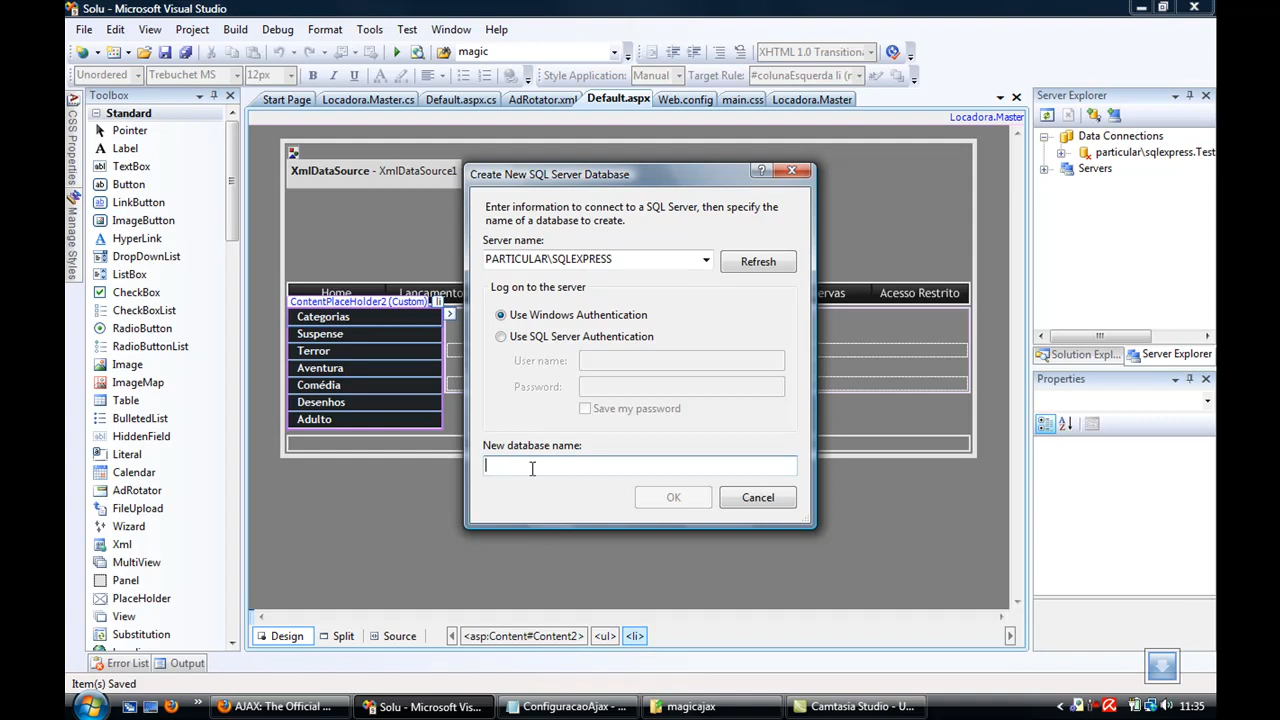 Solu - Microsoft Visual Studio
File Edit View Project Build Debug Format Tools Test Window Help
magic XHTML 1.0 Transition
Unordered Trebuchet MS 12px B I U A Style Application: Manual Target Rule: #colunaEsquerda li (r
Toolbox
Start Page Locadora.Master.cs Default.aspx.cs AdRotator.xml Default.aspx Web.config main.css Locadora.Master
Server Explorer
CSS Properties
Manage Styles
Standard
Pointer
Label
TextBox
Button
LinkButton
ImageButton
HyperLink
DropDownList
ListBox
CheckBox
CheckBoxList
RadioButton
RadioButtonList
Image
ImageMap
Table
BulletedList
HiddenField
Literal
Calendar
AdRotator
FileUpload
Wizard
Xml
MultiView
Panel
PlaceHolder
View
Substitution
Locadora.Master
XmlDataSource - XmlDataSource1
Home Lancamento ervas Acesso Restrito
ContentPlaceHolder2 (Custom) li
Categorias
Suspense
Terror
Aventura
Comédia
Desenhos
Adulto
Create New SQL Server Database
Enter information to connect to a SQL Server, then specify the
name of a database to create.
Server name:
PARTICULAR\SQLEXPRESS Refresh
Log on to the server
Use Windows Authentication
Use SQL Server Authentication
User name:
Password:
Save my password
New database name:
OK Cancel
Data Connections
particular\sqlexpress.Test
Servers
Solution Expl... Server Explorer
Properties
Design Split Source <asp:Content#Content2> <ul> <li>
Error List Output
Item(s) Saved
AJAX: The Official ... Solu - Microsoft Vis... ConfiguracaoAjax - ... magicajax Camtasia Studio - U... 11:35